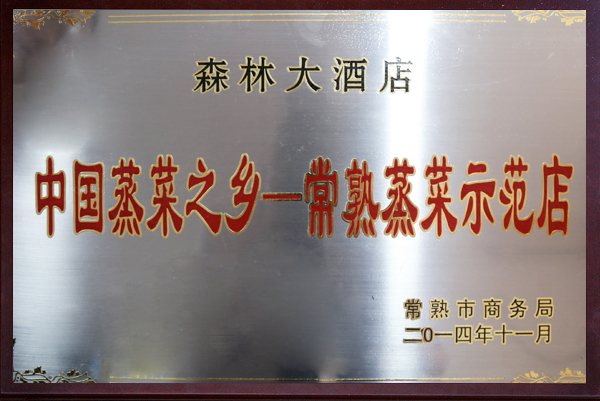 森林大酒店
中国蒸菜之乡—常熟蒸菜示范店
常熟市商务局
二〇一四年十一月